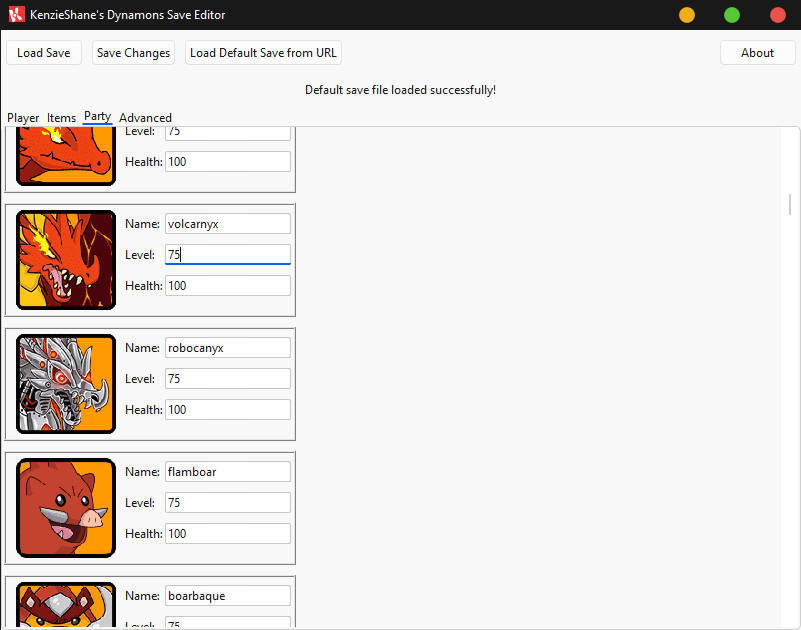 KenzieShane's Dynamons Save Editor
Load Save Save Changes Load Default Save from URL About
Default save file loaded successfully!
Player Items Party Advanced
Level: 75
Health: 100
Name: volcarnyx
Level: 75
Health: 100
Name: robocanyx
Level: 75
Health: 100
Name: flamboar
Level: 75
Health: 100
Name: boarbaque
Level: 75